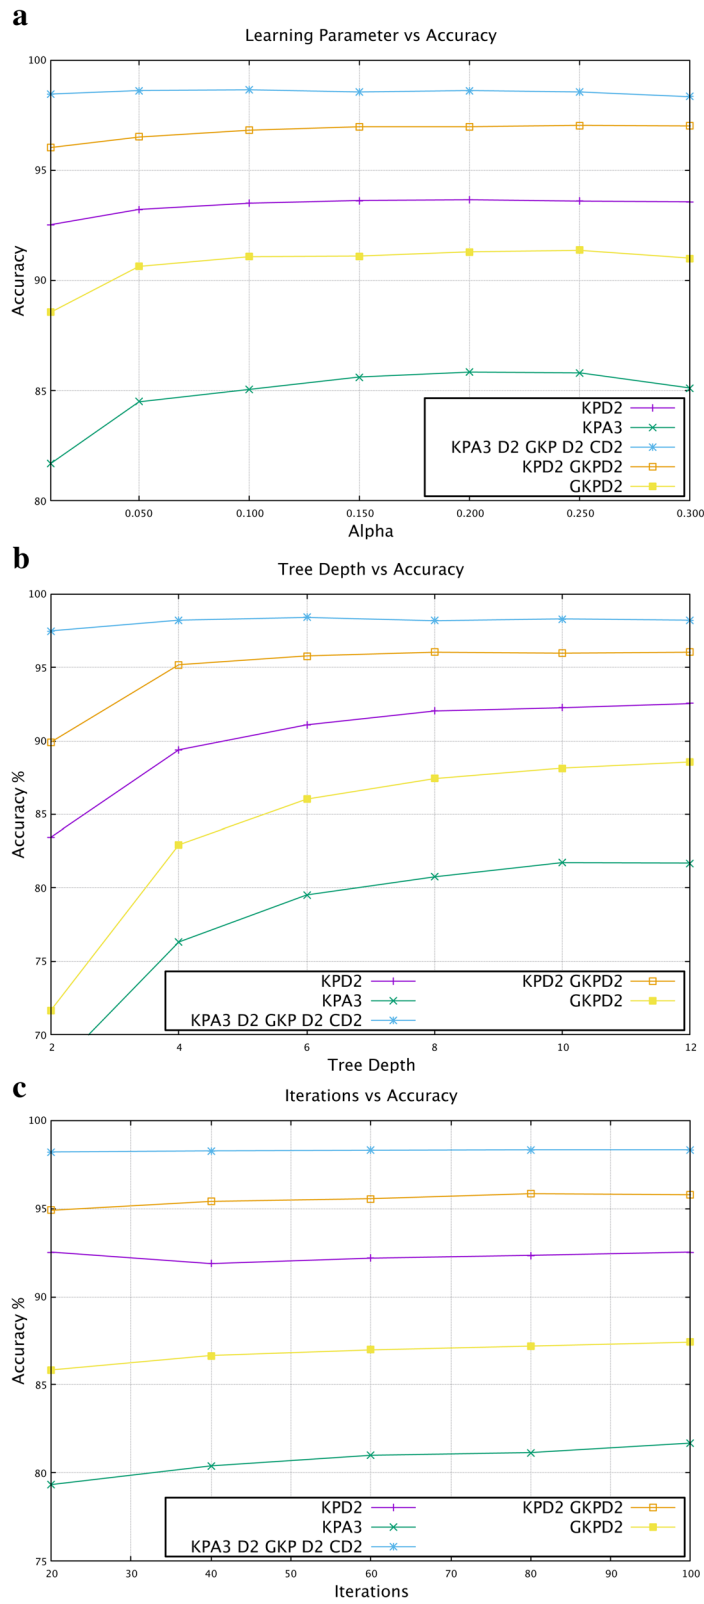 a
Learning Parameter vs Accuracy
100
95
90
85
80
Accuracy
KPD2
KPA3
KPA3 D2 GKP D2 CD2
KPD2 GKPD2
GKPD2
0.050 0.100 0.150 0.200 0.250 0.300
Alpha
b
Tree Depth vs Accuracy
100
95
90
85
80
75
70
Accuracy %
KPD2 KPD2 GKPD2
KPA3 GKPD2
KPA3 D2 GKP D2 CD2
2 4 6 8 10 12
Tree Depth
c
Iterations vs Accuracy
100
95
90
85
80
75
Accuracy %
KPD2 KPD2 GKPD2
KPA3 GKPD2
KPA3 D2 GKP D2 CD2
20 30 40 50 60 70 80 90 100
Iterations